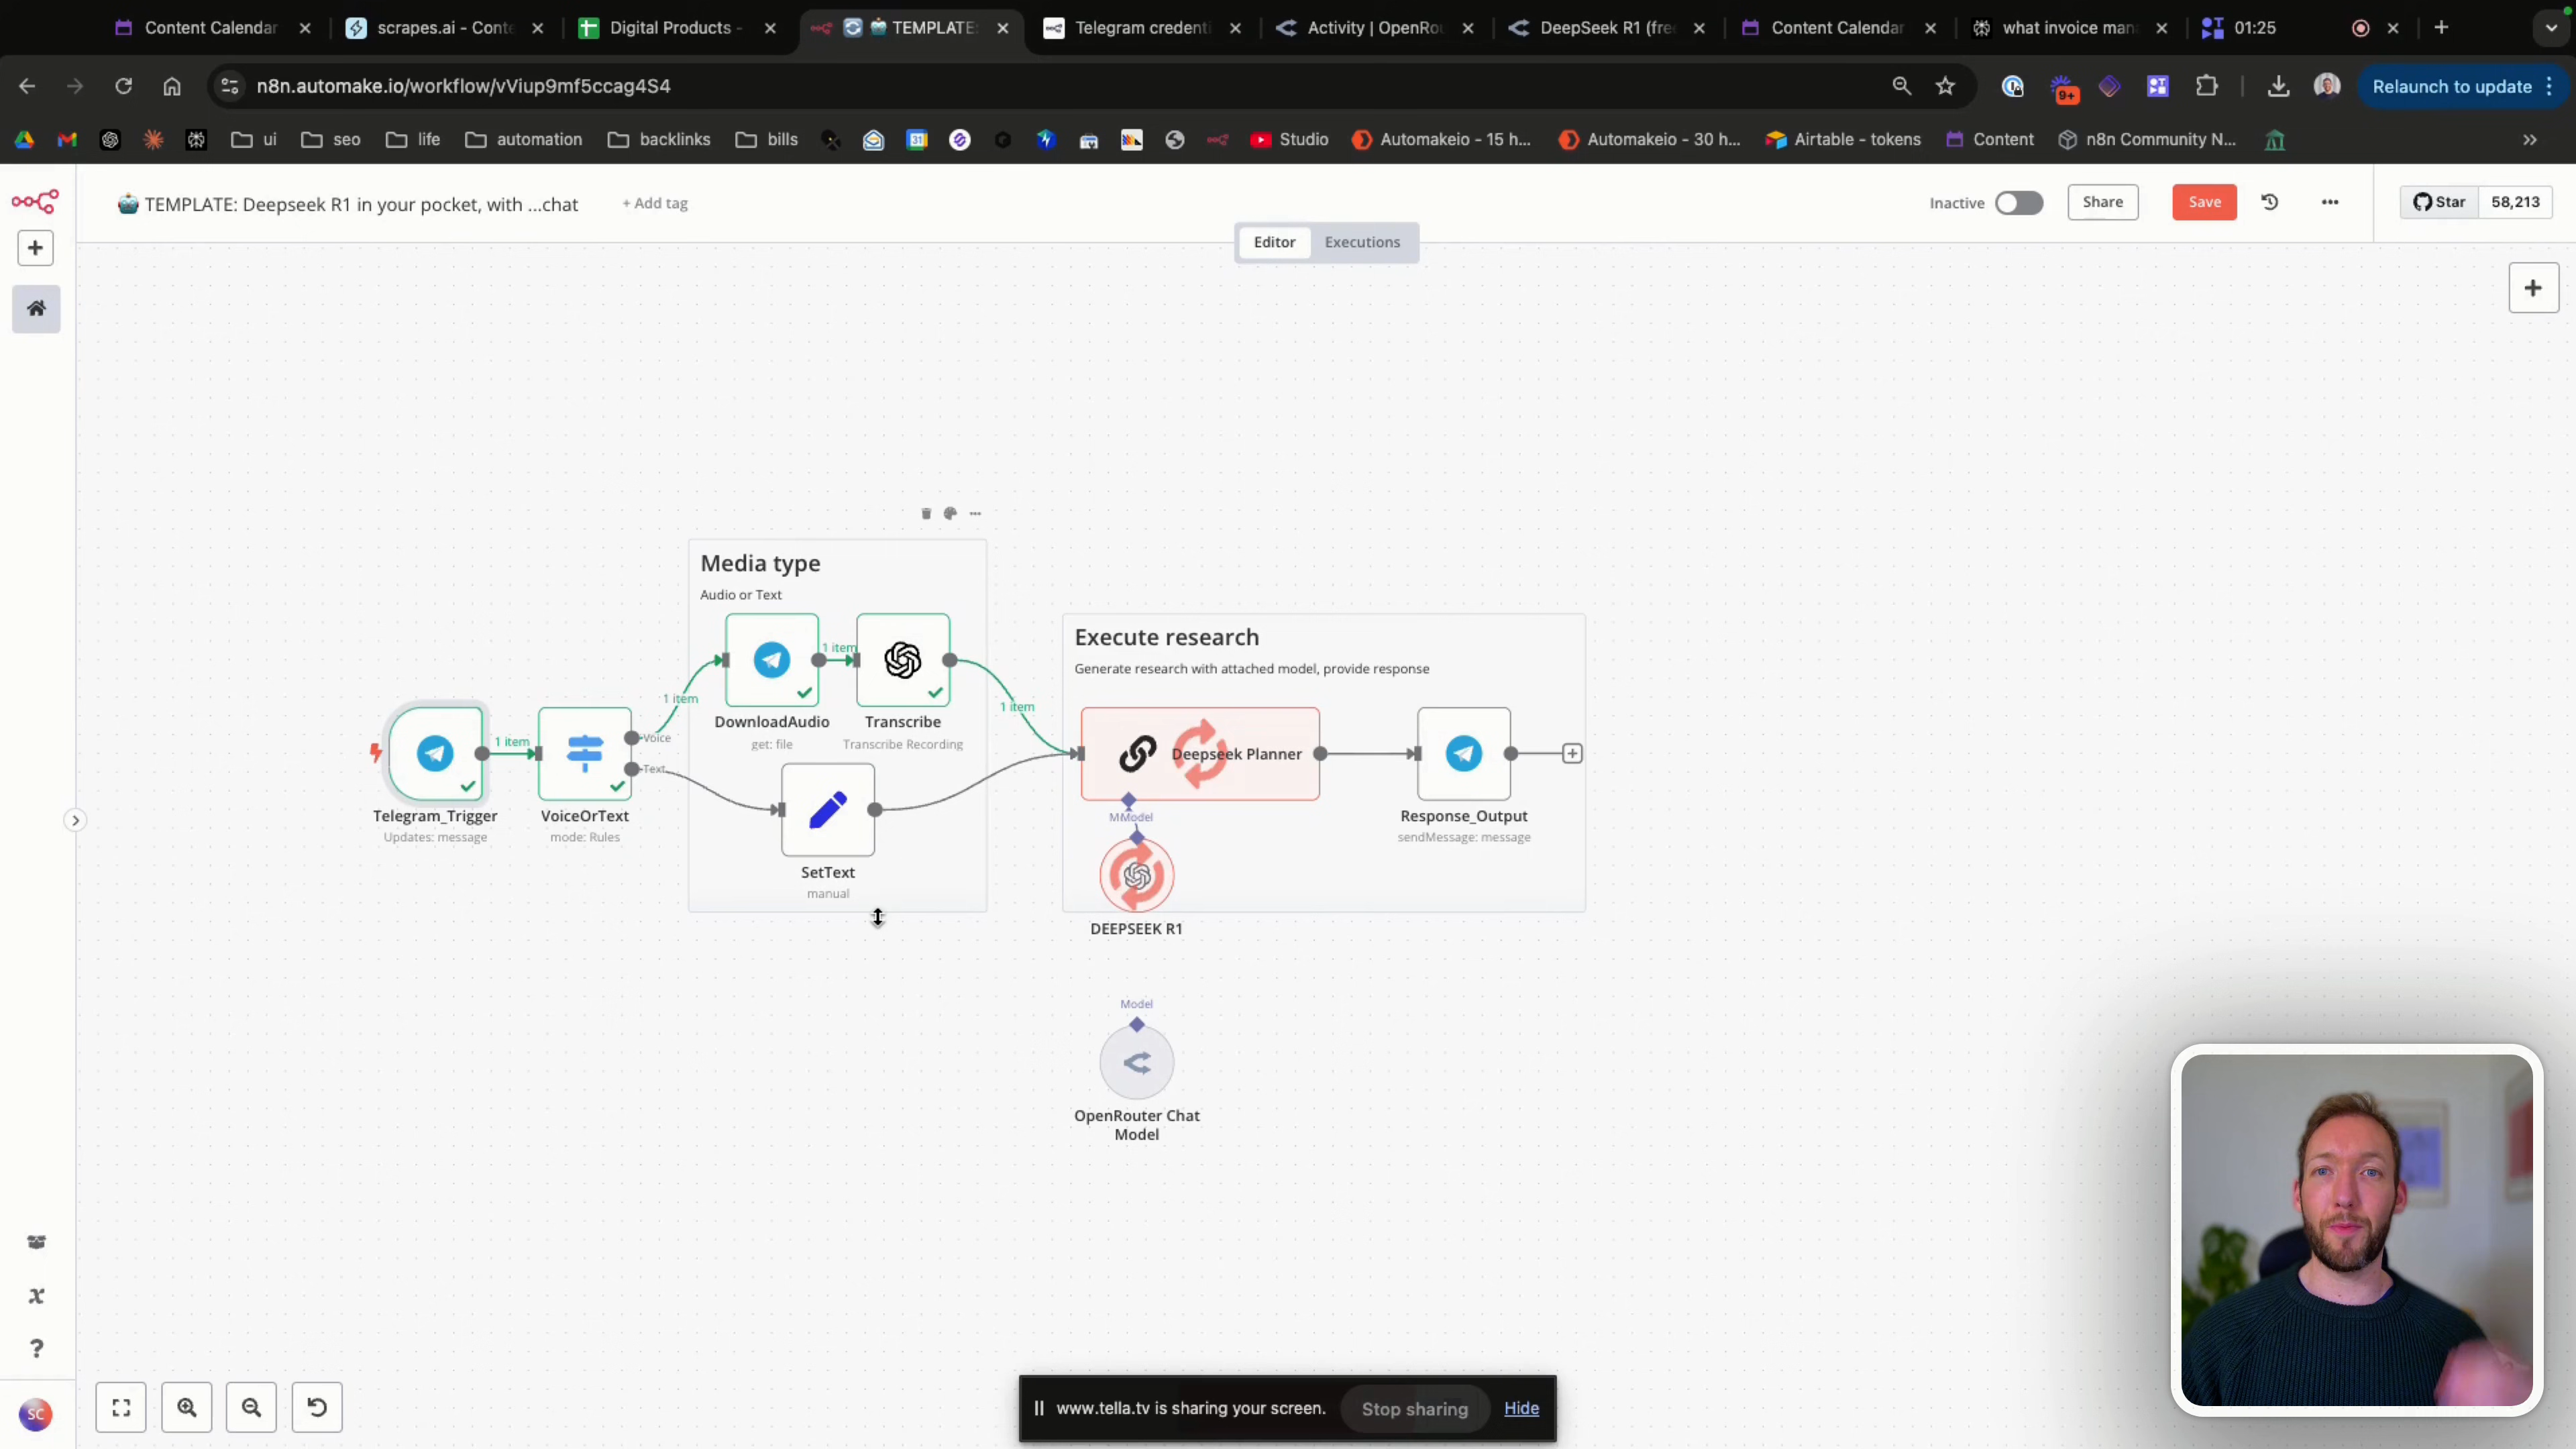 Content Calendar
scrapes.ai - Conte
Digital Products -
TEMPLATE:
Telegram credenti
Activity | OpenRou
DeepSeek R1 (free
Content Calendar
what invoice man
01:25
n8n.automake.io/workflow/vViup9mf5ccag4S4
9+
Relaunch to update
ui
seo
life
automation
backlinks
bills
31
Studio
Automakeio - 15 h...
Automakeio - 30 h...
Airtable - tokens
Content
n8n Community N...
TEMPLATE: Deepseek R1 in your pocket, with ...chat
+ Add tag
Inactive
Share
Save
Star
58,213
Editor
Executions
Media type
Audio or Text
1 item
1 item
1 item
1 item
Voice
Text
DownloadAudio
get: file
Transcribe
Transcribe Recording
Telegram_Trigger
Updates: message
VoiceOrText
mode: Rules
SetText
manual
Execute research
Generate research with attached model, provide response
Deepseek Planner
Model
DEEPSEEK R1
Response_Output
sendMessage: message
Model
OpenRouter Chat
Model
SC
www.tella.tv is sharing your screen.
Stop sharing
Hide